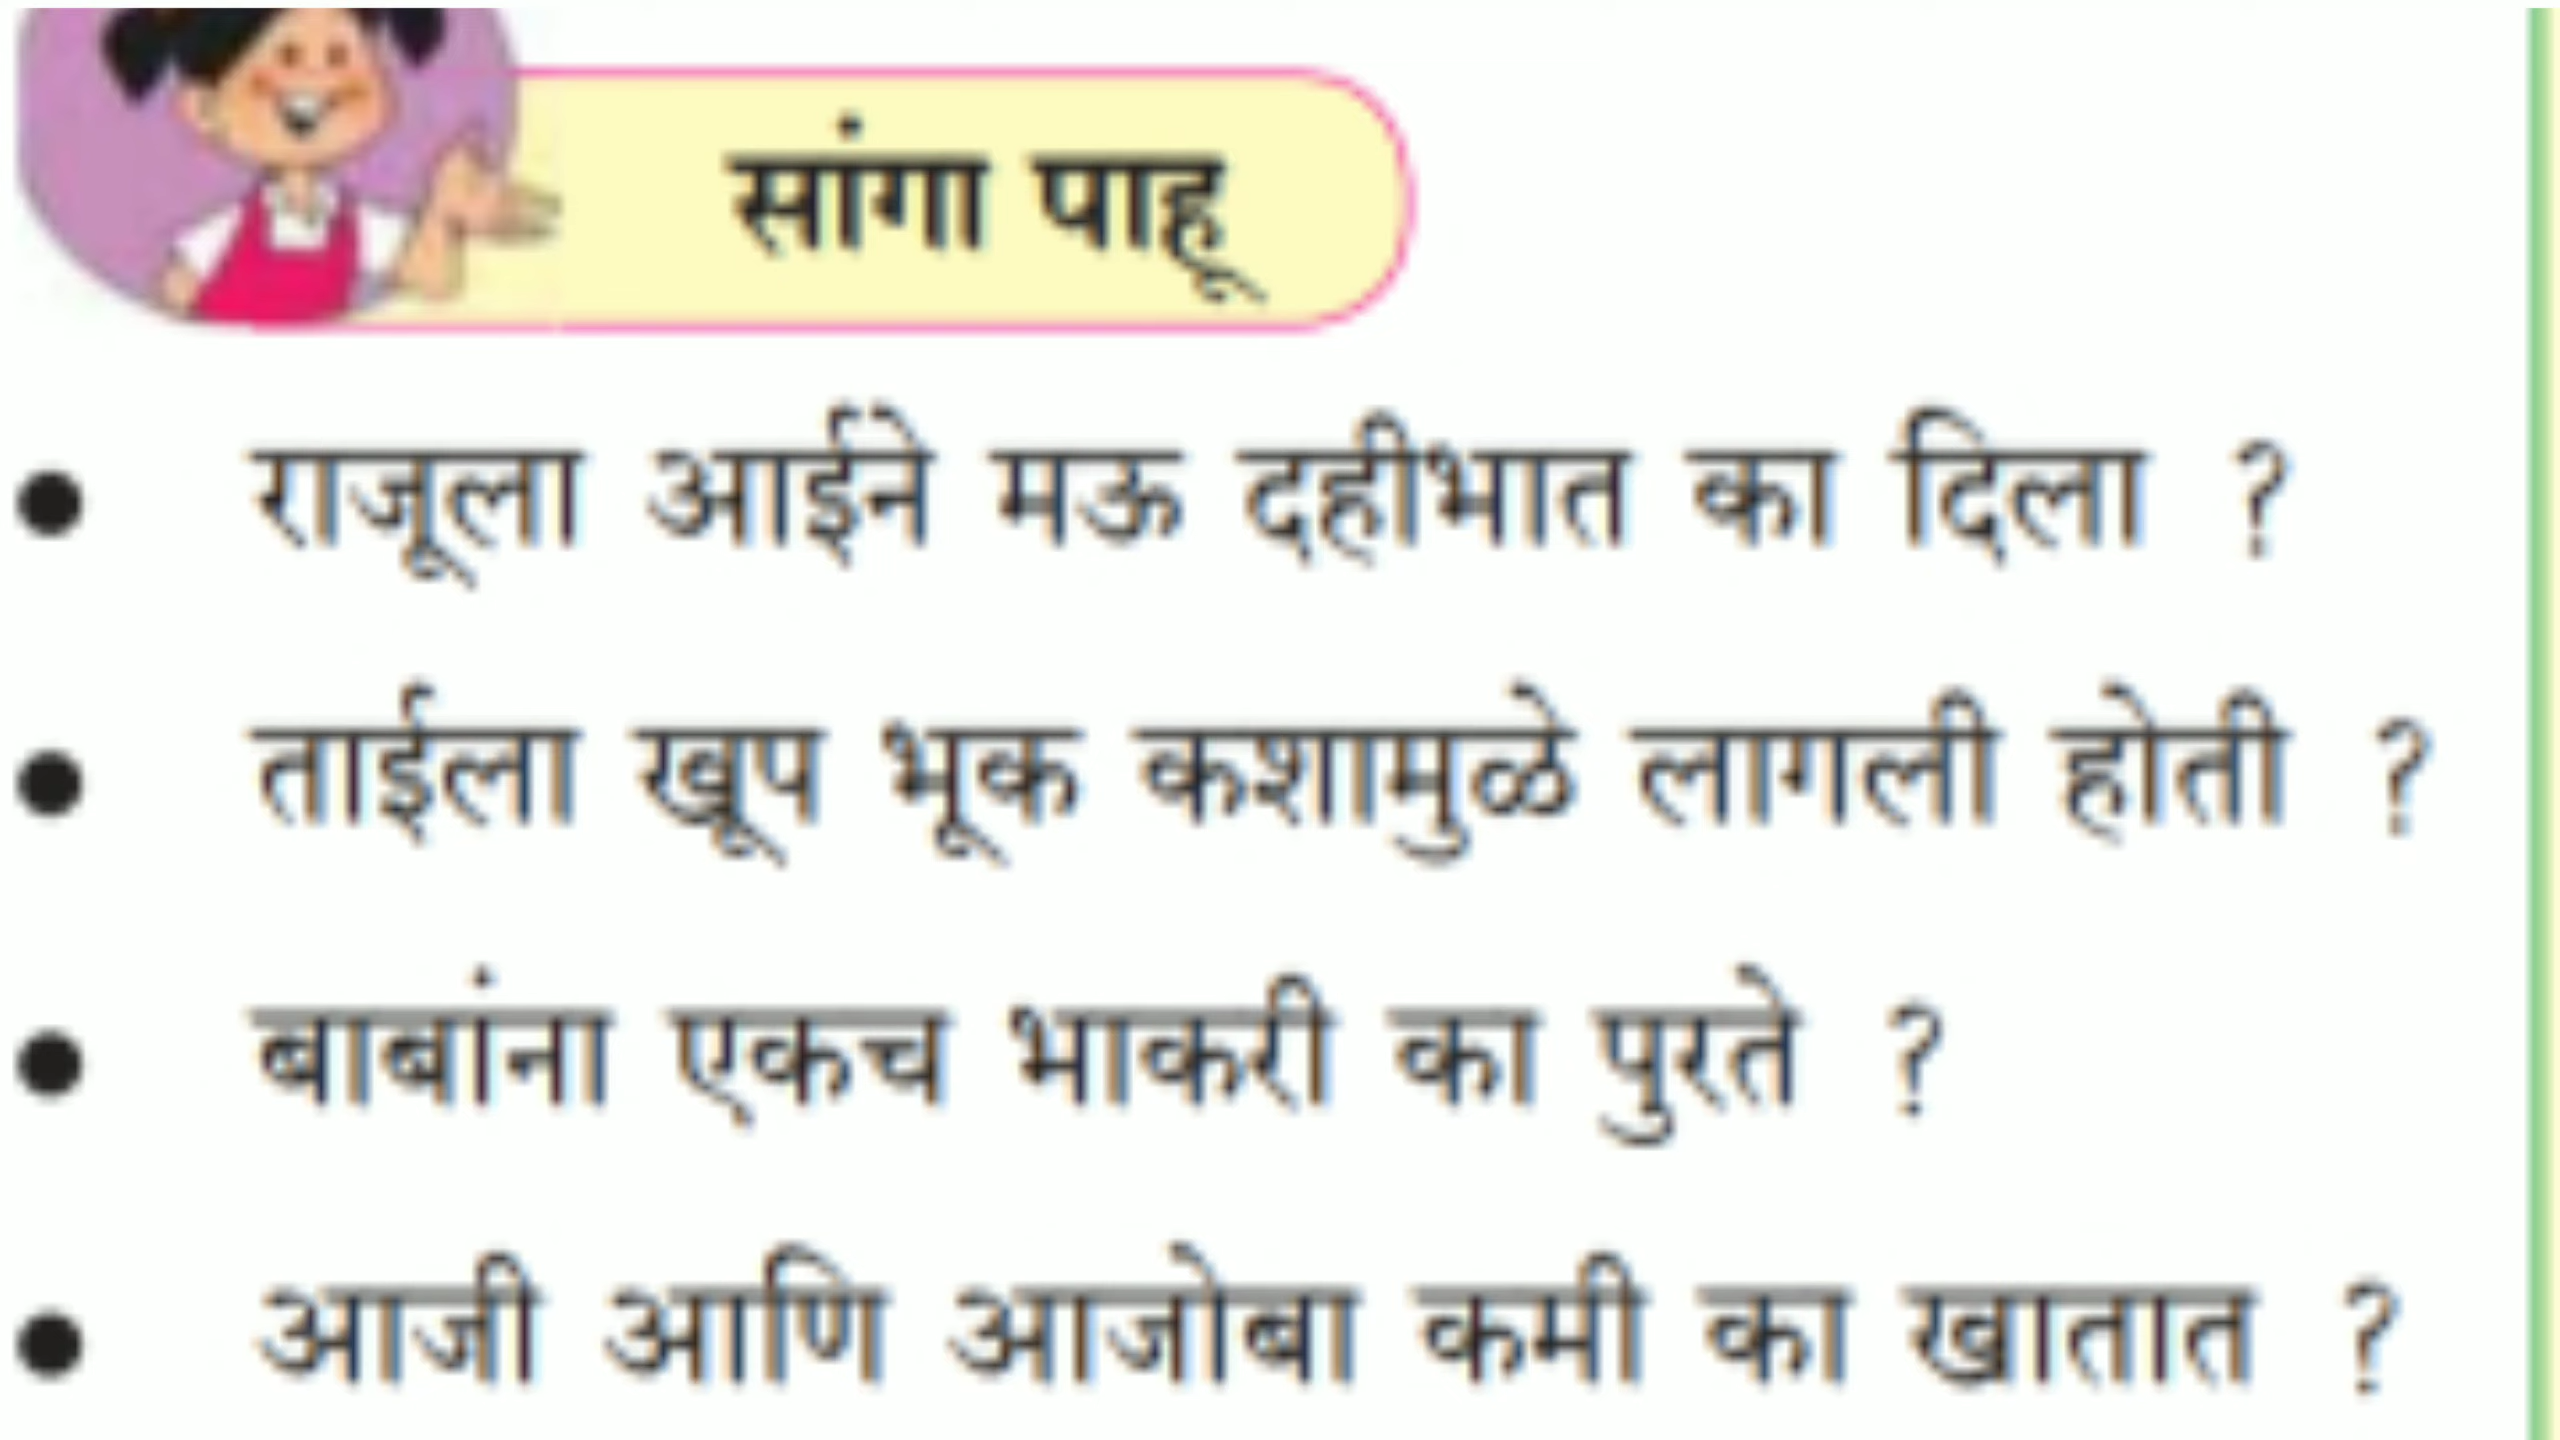 सांगा पाहू
• राजूला आईने मऊ दहीभात का दिला ?
• ताईला खूप भूक कशामुळे लागली होती ?
• बाबांना एकच भाकरी का पुरते ?
• आजी आणि आजोबा कमी का खातात ?